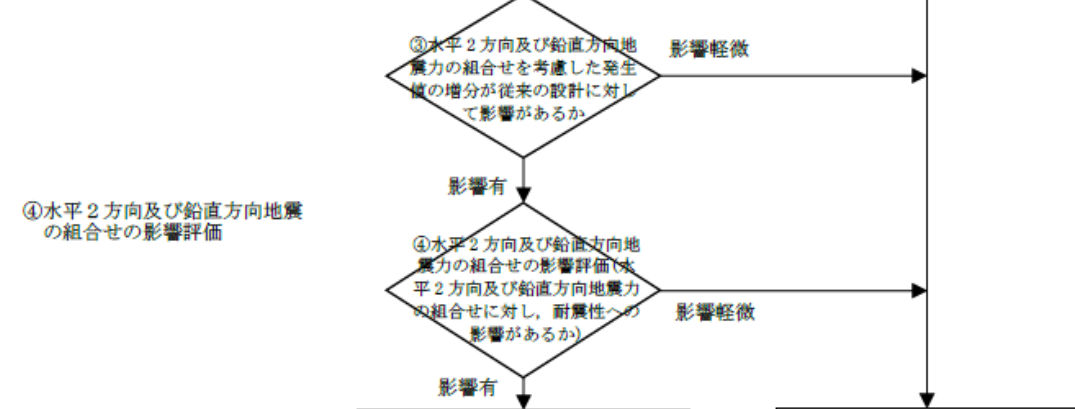 ③水平２方向及び鉛直方向地
震力の組合せを考慮した発生
値の増分が従来の設計に対し
て影響があるか
影響軽微
影響有
④水平２方向及び鉛直方向地震
の組合せの影響評価
④水平２方向及び鉛直方向地
震力の組合せの影響評価(水
平２方向及び鉛直方向地震力
の組合せに対し，耐震性への
影響があるか)
影響軽微
影響有